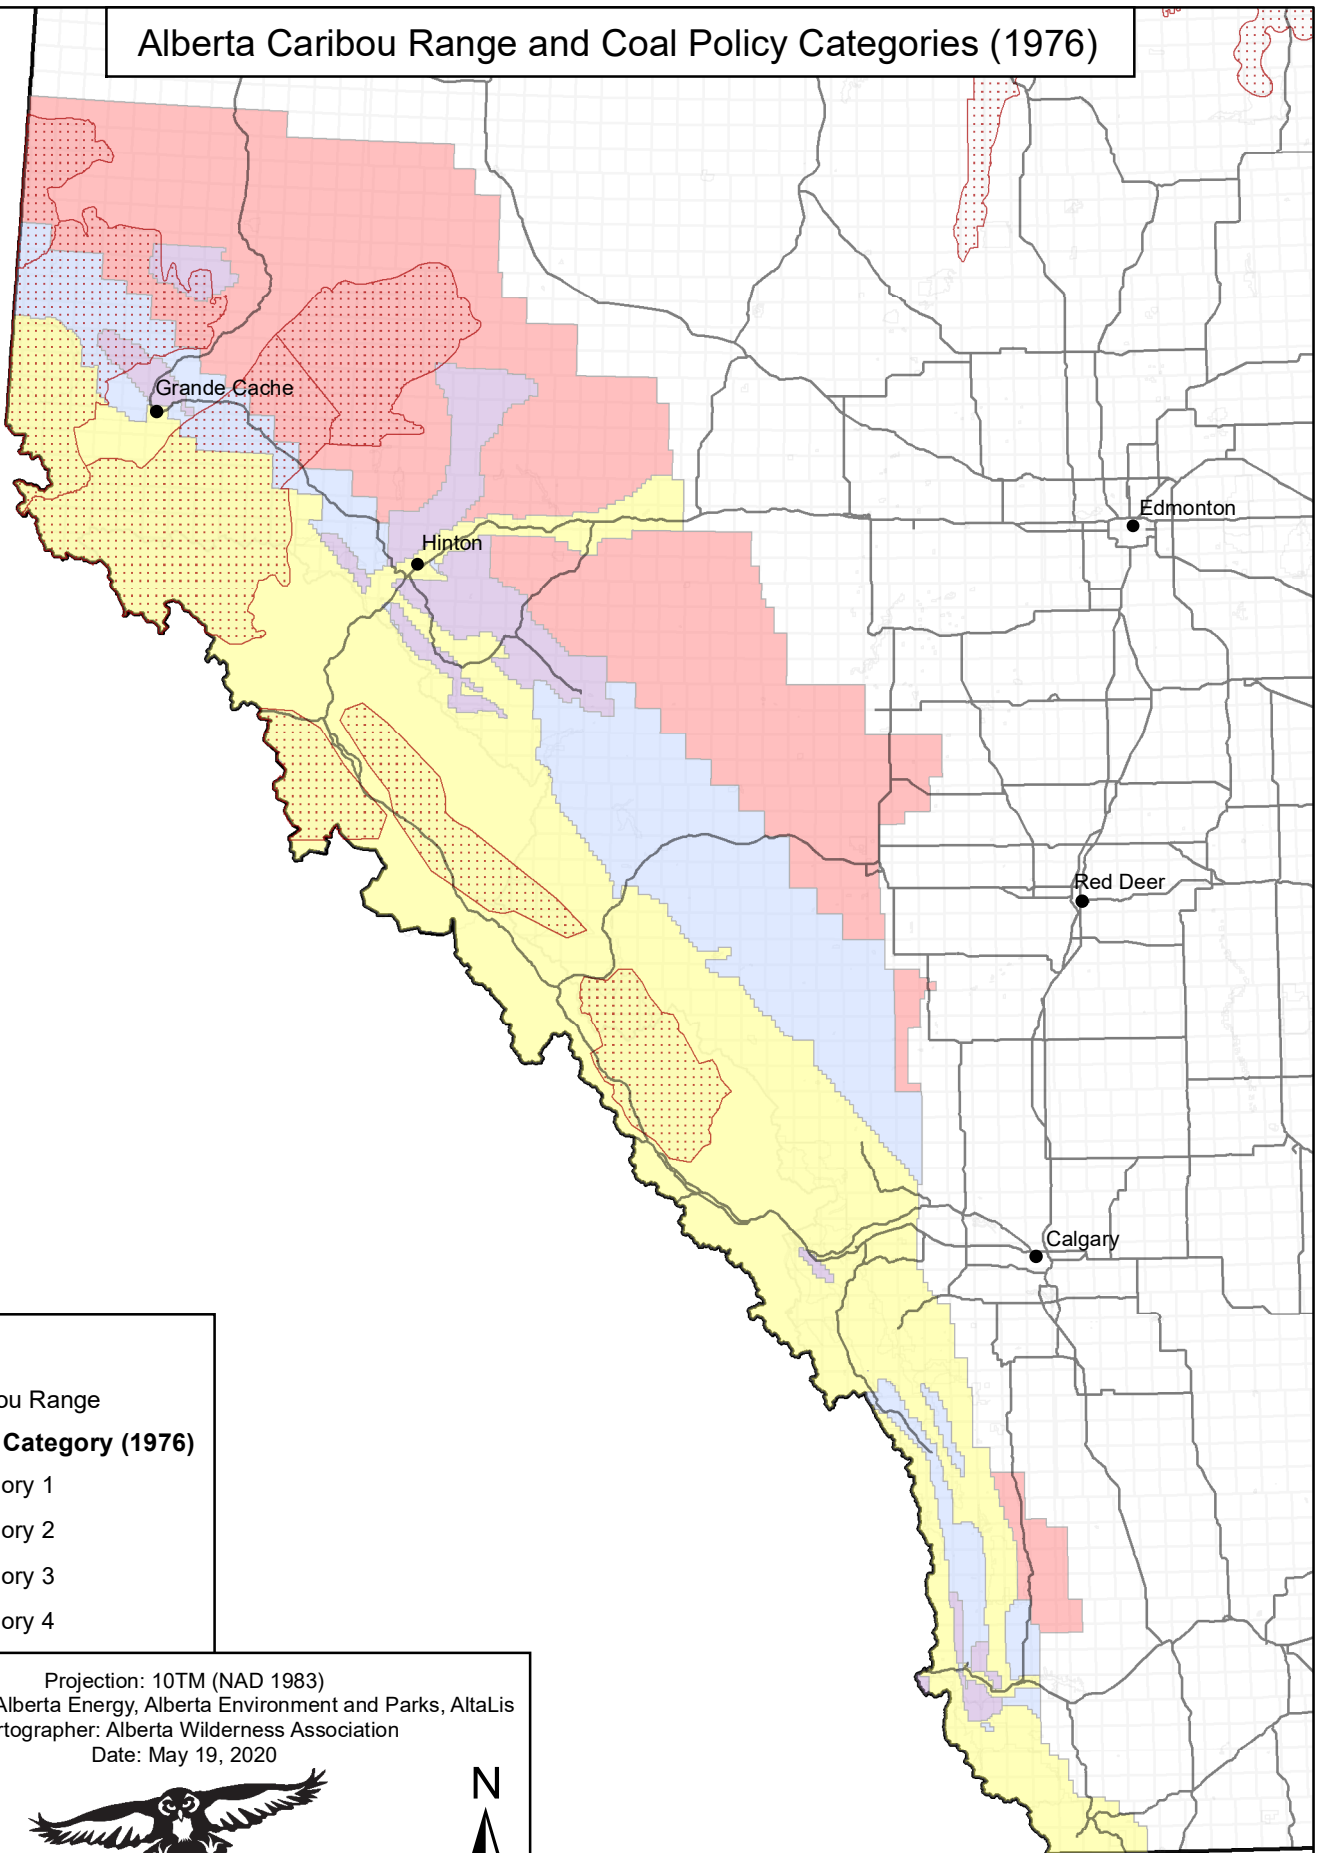 Alberta Caribou Range and Coal Policy Categories (1976)
Grande Cache
Edmonton
Hinton
Red Deer
Calgary
ou Range
Category (1976)
ory 1
ory 2
ory 3
ory 4
Projection: 10TM (NAD 1983)
Alberta Energy, Alberta Environment and Parks, AltaLis
rtographer: Alberta Wilderness Association
Date: May 19, 2020
N